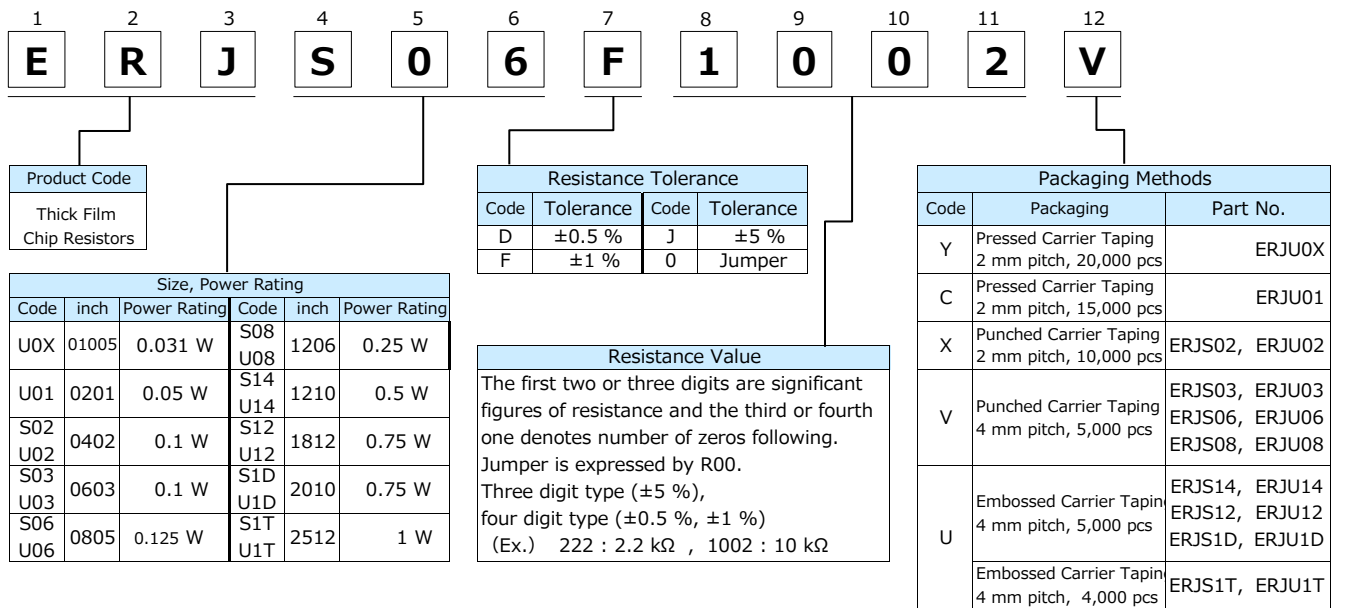 1 2 3 4 5 6 7 8 9 10 11 12
E R J S 0 6 F 1 0 0 2 V
Product Code
Thick Film
Chip Resistors
Size, Power Rating
Code inch Power Rating Code inch Power Rating
U0X 01005 0.031 W S08 U08 1206 0.25 W
U01 0201 0.05 W S14 U14 1210 0.5 W
S02 U02 0402 0.1 W S12 U12 1812 0.75 W
S03 U03 0603 0.1 W S1D U1D 2010 0.75 W
S06 U06 0805 0.125 W S1T U1T 2512 1 W
Resistance Tolerance
Code Tolerance Code Tolerance
D ±0.5 % J ±5 %
F ±1 % 0 Jumper
Resistance Value
The first two or three digits are significant
figures of resistance and the third or fourth
one denotes number of zeros following.
Jumper is expressed by R00.
Three digit type (±5 %),
four digit type (±0.5 %, ±1 %)
(Ex.) 222 : 2.2 kΩ , 1002 : 10 kΩ
Packaging Methods
Code Packaging Part No.
Y Pressed Carrier Taping
2 mm pitch, 20,000 pcs ERJU0X
C Pressed Carrier Taping
2 mm pitch, 15,000 pcs ERJU01
X Punched Carrier Taping
2 mm pitch, 10,000 pcs ERJS02, ERJU02
V Punched Carrier Taping
4 mm pitch, 5,000 pcs
ERJS03, ERJU03
ERJS06, ERJU06
ERJS08, ERJU08
U Embossed Carrier Taping
4 mm pitch, 5,000 pcs
ERJS14, ERJU14
ERJS12, ERJU12
ERJS1D, ERJU1D
Embossed Carrier Taping
4 mm pitch, 4,000 pcs ERJS1T, ERJU1T